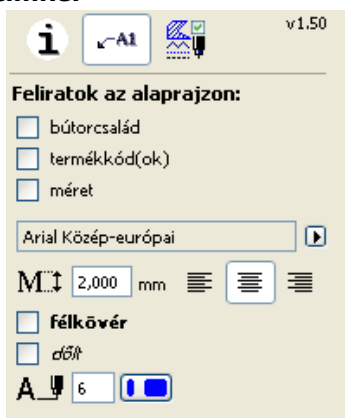 v1.50
A1
Feliratok az alaprajzon:
bútorcsalád
termékkód(ok)
méret
Arial Közép-európai
M 2,000 mm
félkövér
dőlt
A 6